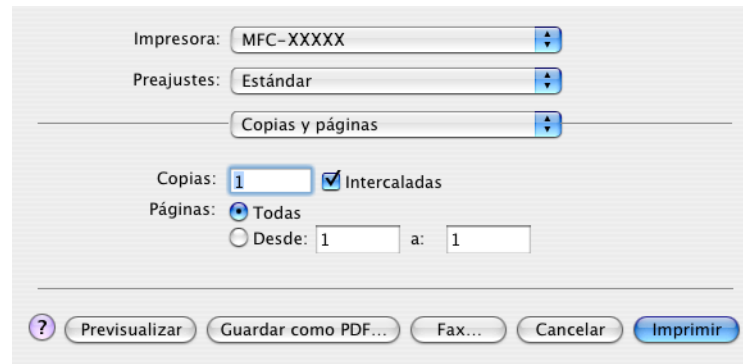 Impresora: MFC-XXXXX
Preajustes: Estándar
Copias y páginas
Copias: 1 Intercaladas
Páginas: Todas
Desde: 1 a: 1
? Previsualizar Guardar como PDF... Fax... Cancelar Imprimir